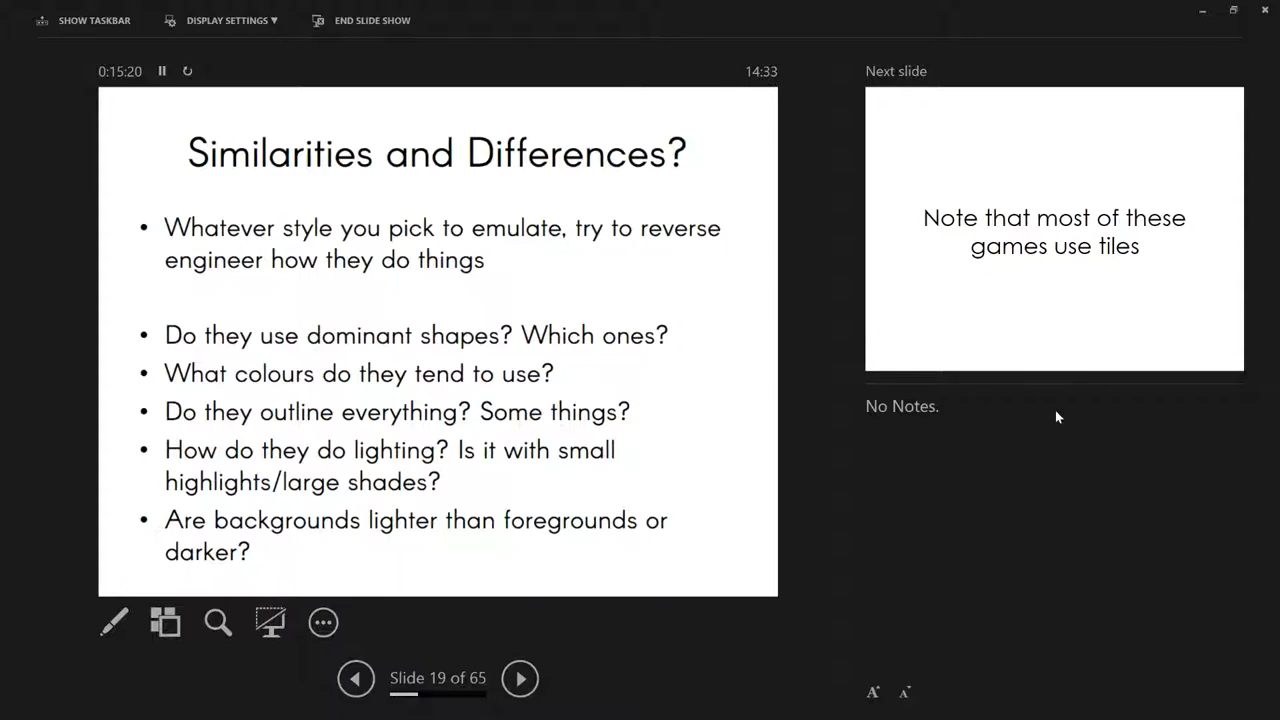 SHOW TASKBAR
DISPLAY SETTINGS ▼
END SLIDE SHOW
0:15:20
14:33
Similarities and Differences?
• Whatever style you pick to emulate, try to reverse
engineer how they do things
• Do they use dominant shapes? Which ones?
• What colours do they tend to use?
• Do they outline everything? Some things?
• How do they do lighting? Is it with small
highlights/large shades?
• Are backgrounds lighter than foregrounds or
darker?
Slide 19 of 65
Next slide
Note that most of these
games use tiles
No Notes.
A A